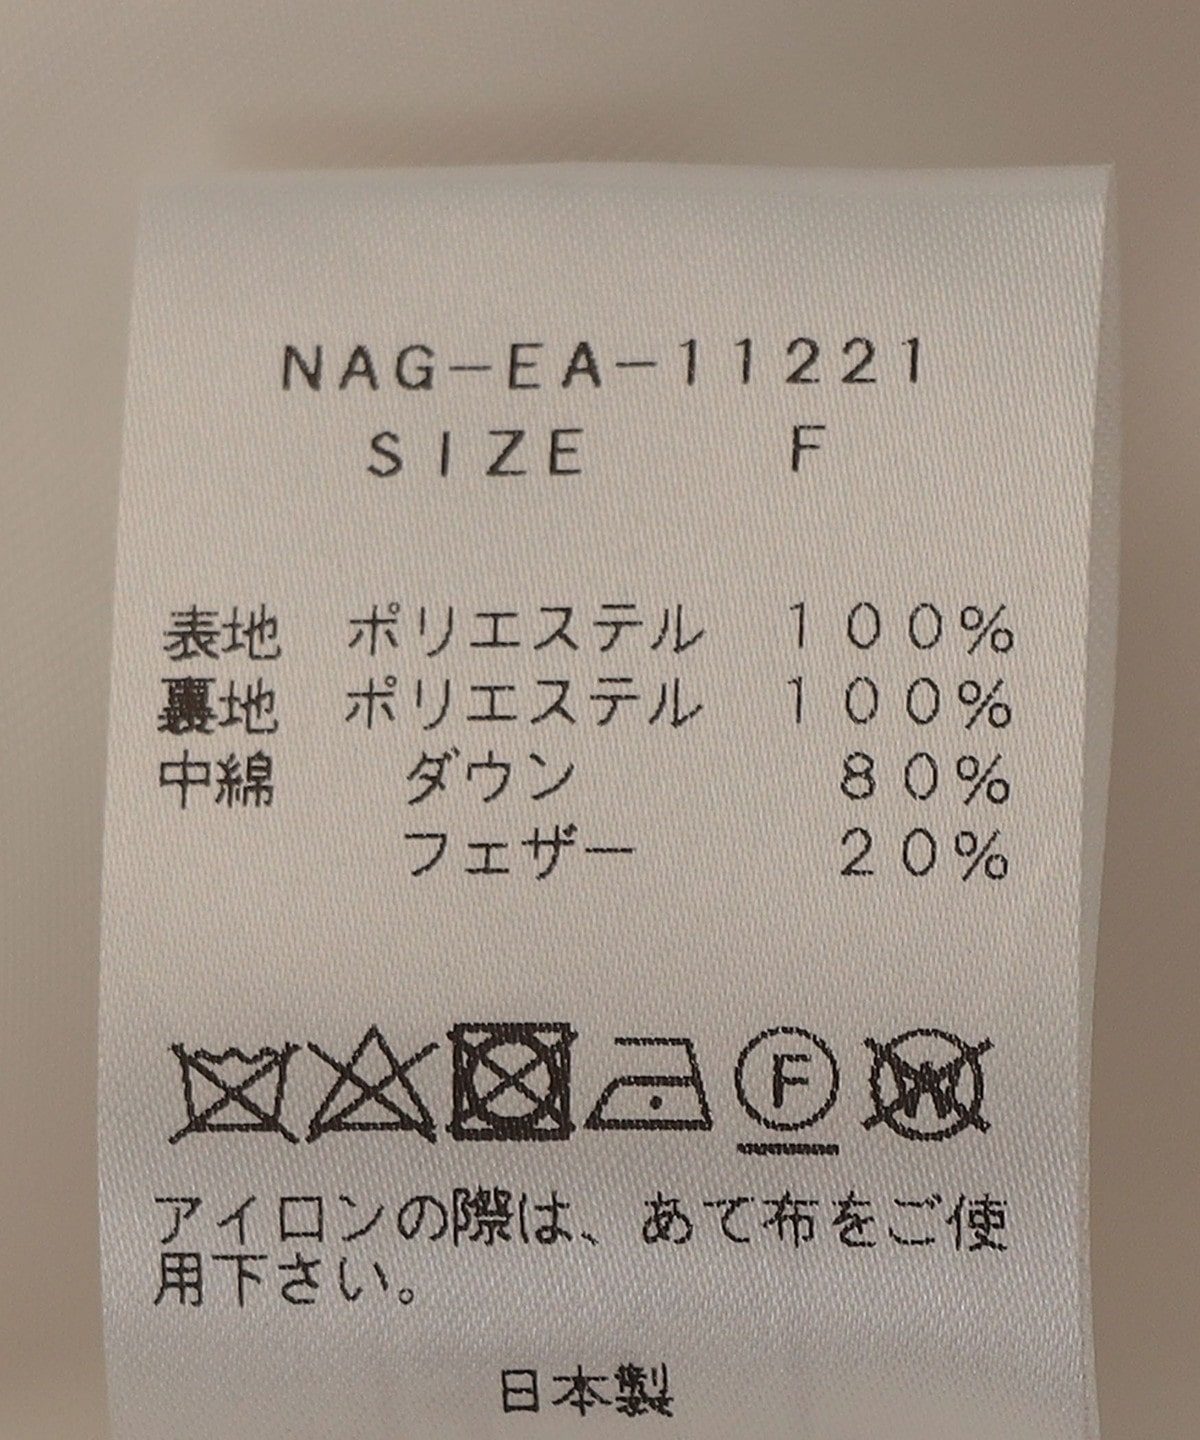 NAG-EA-11221
SIZE F
表地 ポリエステル 100%
裏地 ポリエステル 100%
中綿 ダウン 80%
フェザー 20%
F W
アイロンの際は、あて布をご使
用下さい。
日本製